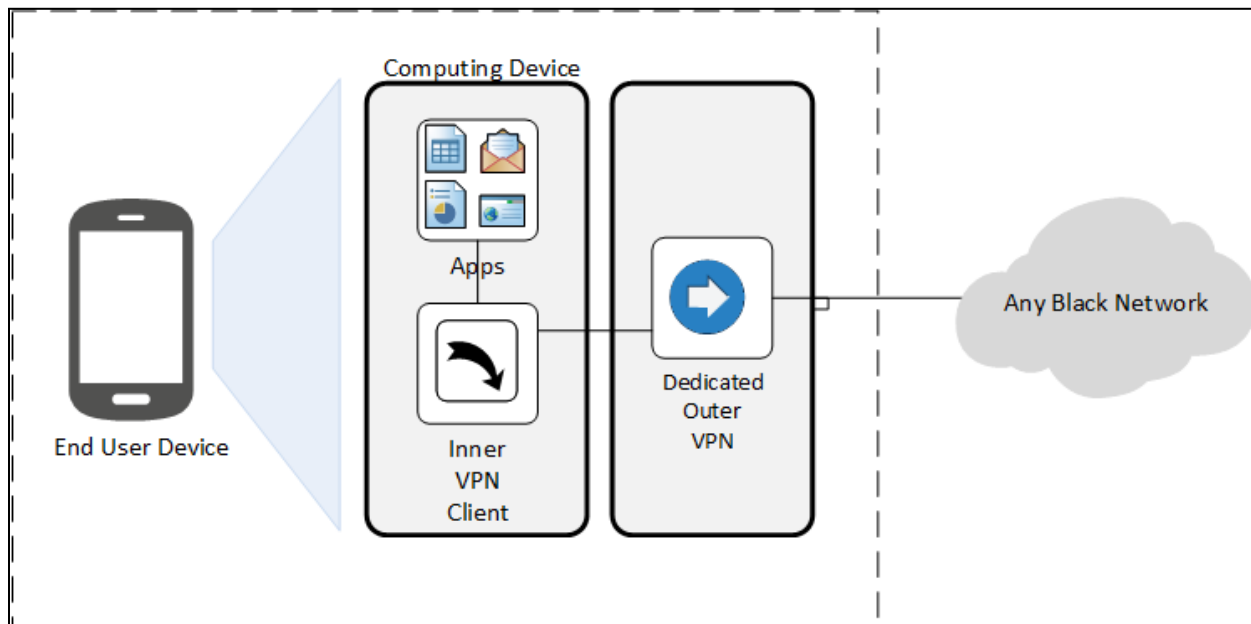 Computing Device
Apps
End User Device
Inner
VPN
Client
Dedicated
Outer
VPN
Any Black Network